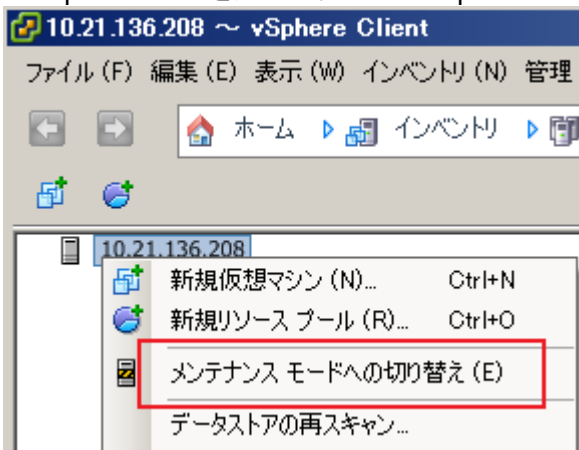 10.21.136.208 ～ vSphere Client
ファイル (F) 編集 (E) 表示 (W) インベントリ (N) 管理
ホーム インベントリ
10.21.136.208
新規仮想マシン (N)... Ctrl+N
新規リソース プール (R)... Ctrl+O
メンテナンス モードへの切り替え (E)
データストアの再スキャン...